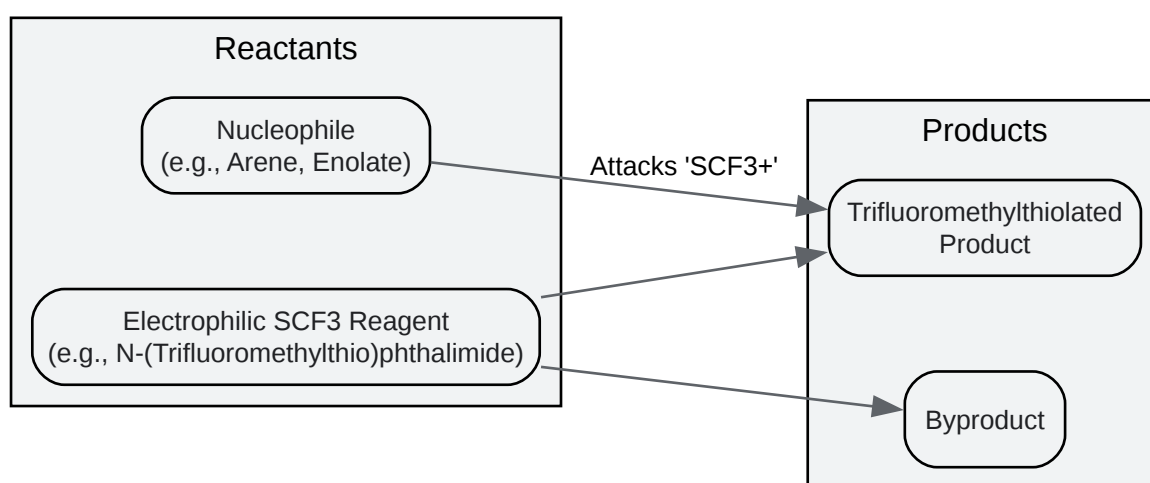 Reactants
Nucleophile
(e.g., Arene, Enolate)
Attacks 'SCF3+'
Electrophilic SCF3 Reagent
(e.g., N-(Trifluoromethylthio)phthalimide)
Products
Trifluoromethylthiolated
Product
Byproduct